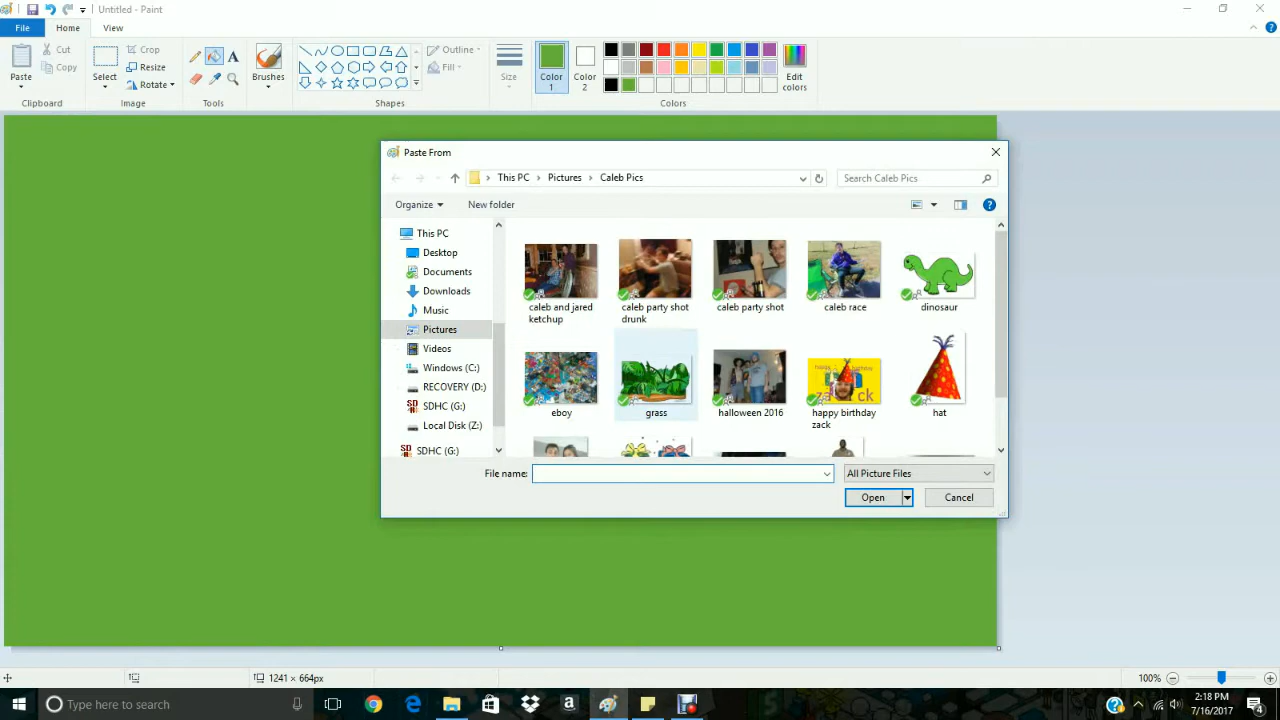 Untitled - Paint
File
Home
View
Paste
Cut
Copy
Clipboard
Select
Crop
Resize
Rotate
Image
A
Tools
Brushes
Shapes
Outline
Fill
Size
Color
1
Color
2
Edit
colors
Colors
Paste From
This PC
Pictures
Caleb Pics
Search Caleb Pics
Organize
New folder
This PC
Desktop
Documents
Downloads
Music
Pictures
Videos
Windows (C:)
RECOVERY (D:)
SDHC (G:)
Local Disk (Z:)
SDHC (G:)
caleb and jared
ketchup
caleb party shot
drunk
caleb party shot
caleb race
dinosaur
eboy
grass
halloween 2016
happy birthday
zack
hat
File name:
All Picture Files
Open
Cancel
1241 × 664px
100%
Type here to search
2:18 PM
7/16/2017